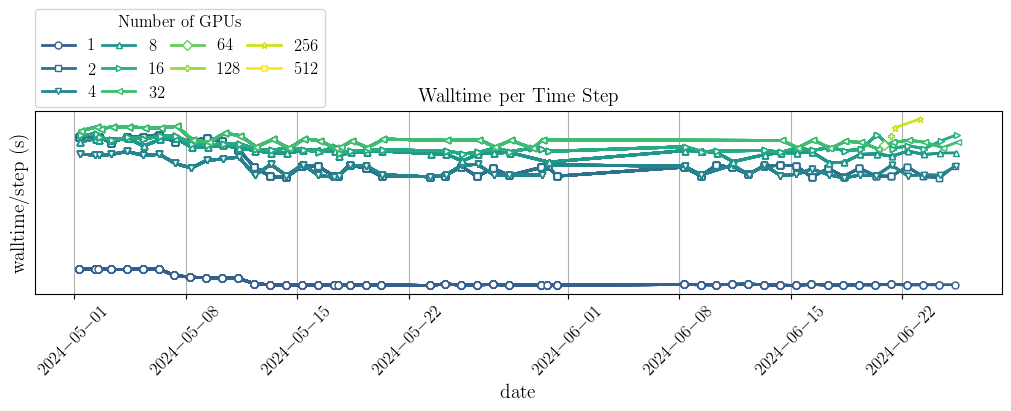 Number of GPUs
1 8 64 256
2 16 128 512
4 32
Walltime per Time Step
walltime/step (s)
2024−05−01 2024−05−08 2024−05−15 2024−05−22 2024−06−01 2024−06−08 2024−06−15 2024−06−22
date